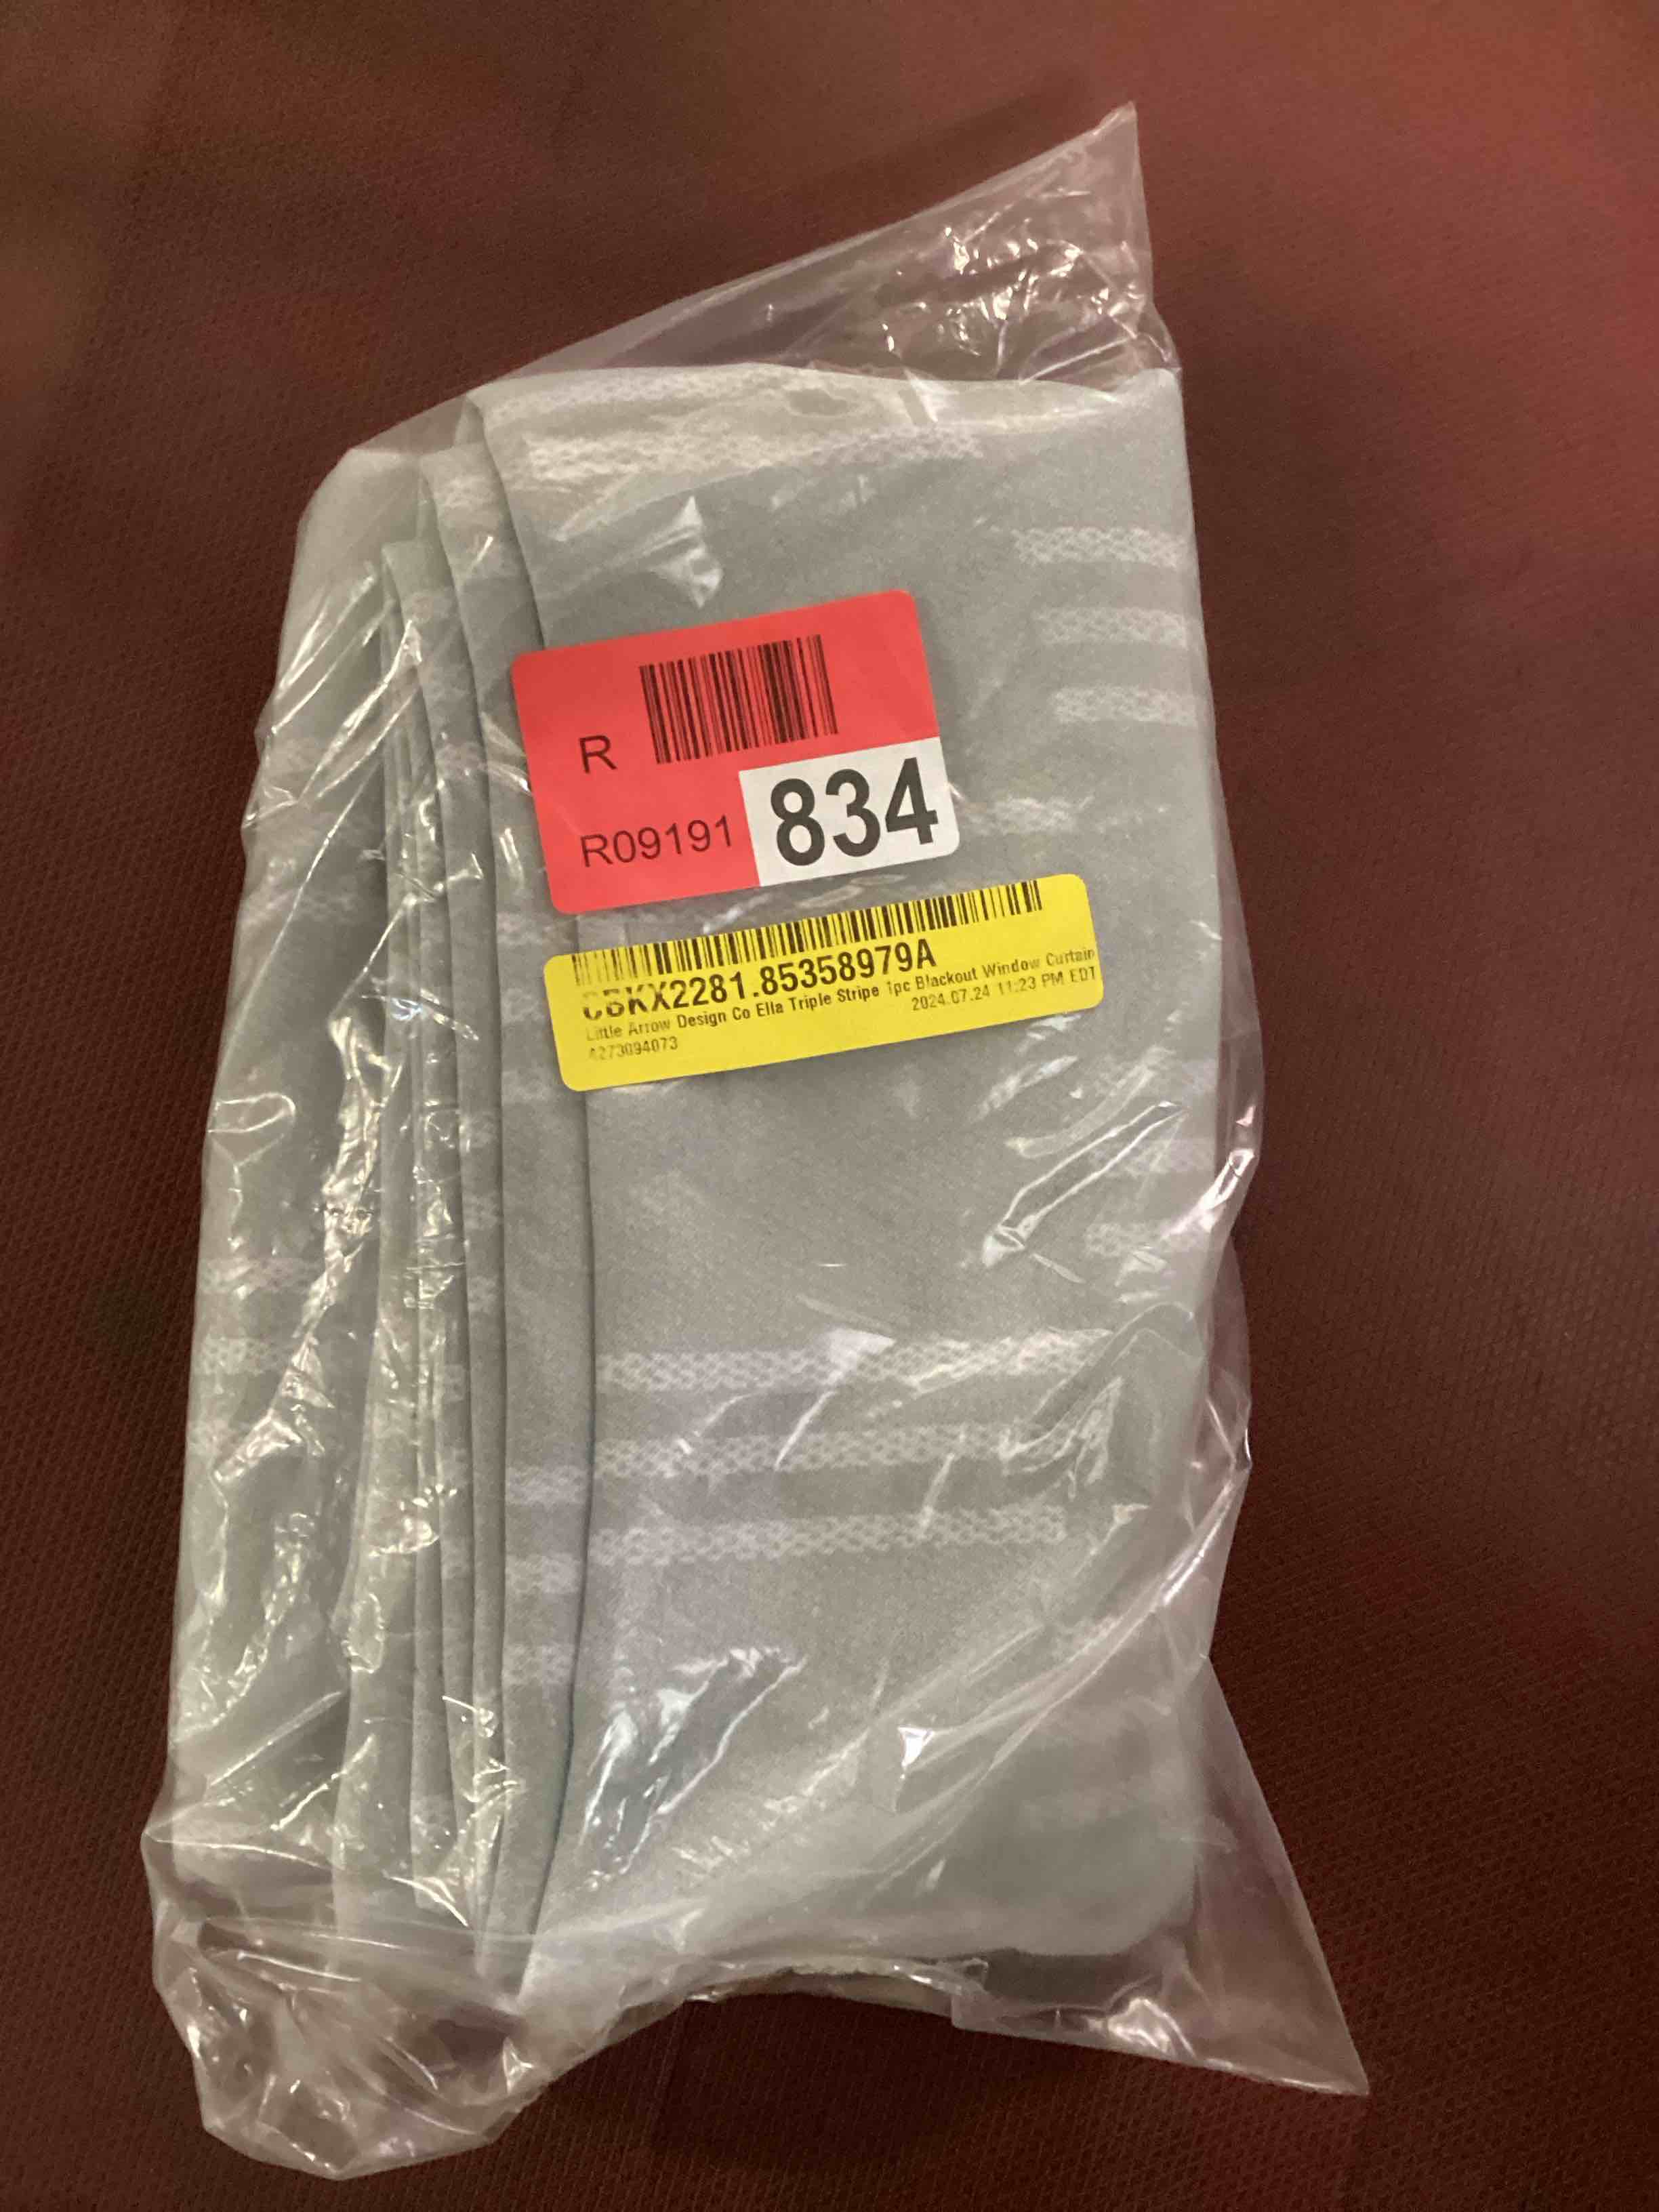 R
R09191 834
CBKX2281.85358979A
Little Arrow Design Co Ella Triple Stripe 1pc Blackout Window Curtain
2024.07.24 11:23 PM EDT
4273094073